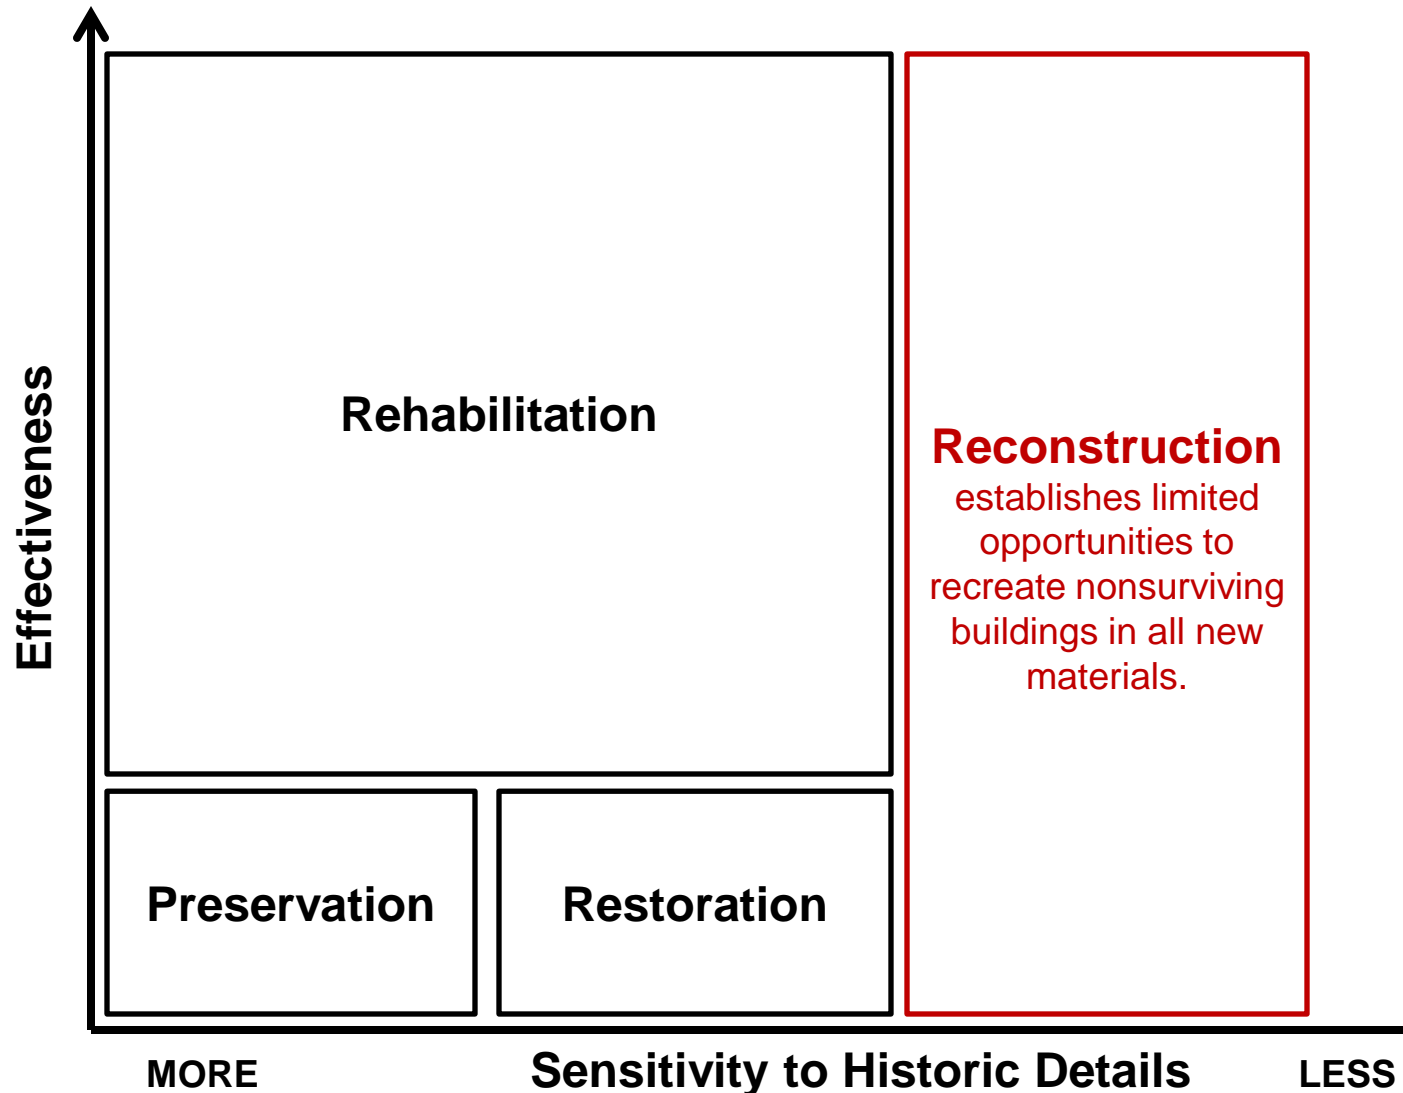 Effectiveness
Rehabilitation
Reconstruction
establishes limited
opportunities to
recreate nonsurviving
buildings in all new
materials.
Preservation
Restoration
MORE
Sensitivity to Historic Details
LESS